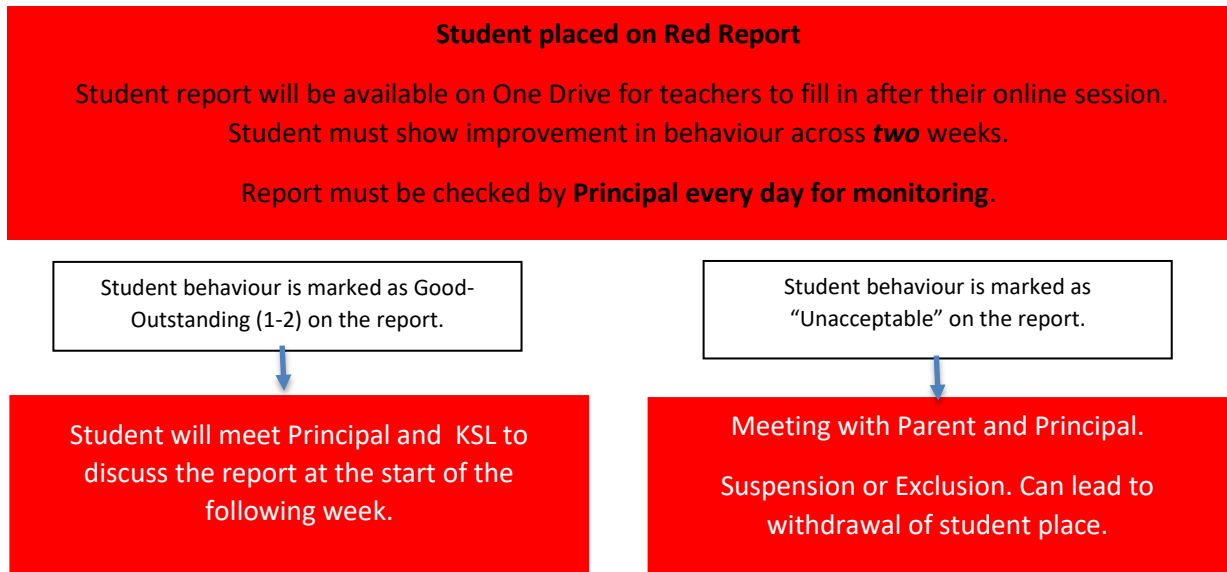 Student placed on Red Report
Student report will be available on One Drive for teachers to fill in after their online session.
Student must show improvement in behaviour across two weeks.
Report must be checked by Principal every day for monitoring.
Student behaviour is marked as Good-
Outstanding (1-2) on the report.
Student will meet Principal and KSL to
discuss the report at the start of the
following week.
Student behaviour is marked as
“Unacceptable” on the report.
Meeting with Parent and Principal.
Suspension or Exclusion. Can lead to
withdrawal of student place.